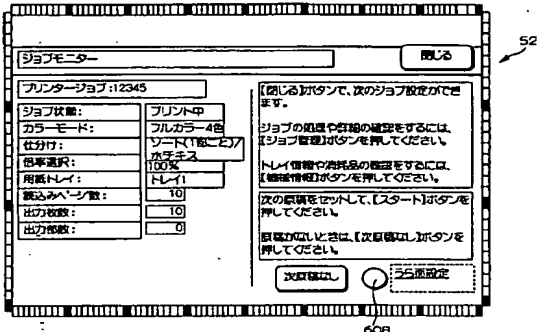 ジョブモニター
閉じる
52
プリンタージョブ:12345
ジョブ状態: プリント中
カラーモード: フルカラー4色
仕分け: ソート(1部ごと)/
ホチキス
倍率選択: 100%
用紙トレイ: トレイ1
読込みページ数: 10
出力枚数: 10
出力部数: 0
【閉じる】ボタンで、次のジョブ設定ができ
ます。
ジョブの処理や詳細の確認をするには、
【ジョブ管理】ボタンを押してください。
トレイ情報や消耗品の確認をするには、
【機械情報】ボタンを押してください。
次の原稿をセットして、【スタート】ボタンを
押してください。
原稿がないときは、【次原稿なし】ボタンを
押してください。
次原稿なし
うら面設定
608